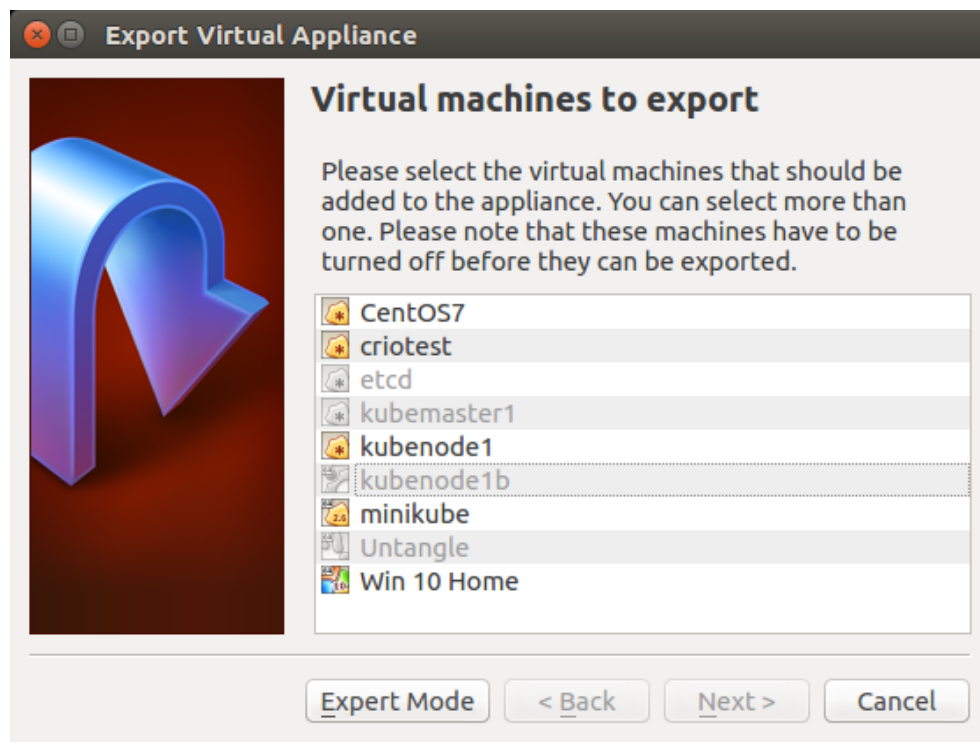 Export Virtual Appliance
Virtual machines to export
Please select the virtual machines that should be
added to the appliance. You can select more than
one. Please note that these machines have to be
turned off before they can be exported.
CentOS7
criotest
etcd
kubemaster1
kubenode1
kubenode1b
minikube
Untangle
Win 10 Home
Expert Mode
< Back
Next >
Cancel